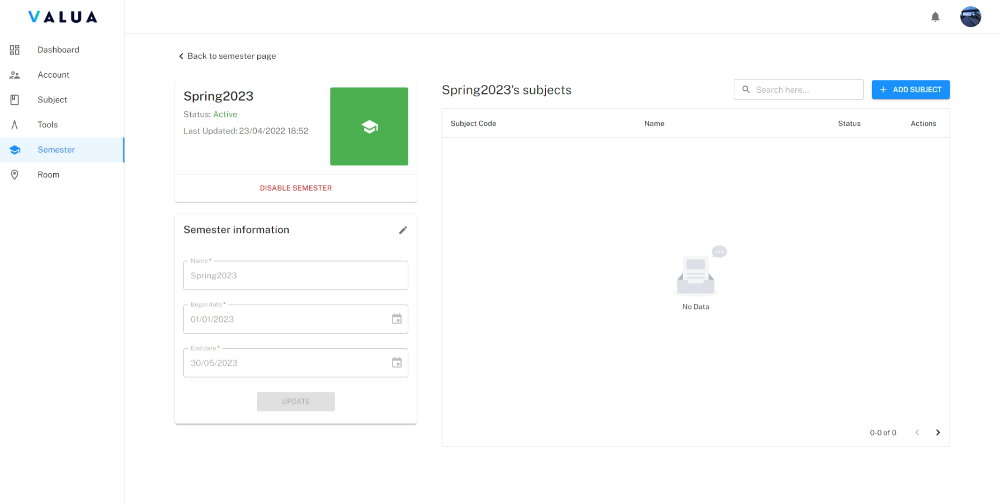 VALUA
Dashboard
Account
Subject
Tools
Semester
Room
Back to semester page
Spring2023
Status: Active
Last Updated: 23/04/2022 18:52
DISABLE SEMESTER
Semester information
Name *
Spring2023
Begin date *
01/01/2023
End date *
30/05/2023
UPDATE
Spring2023's subjects
Search here...
+ ADD SUBJECT
Subject Code Name Status Actions
No Data
0-0 of 0